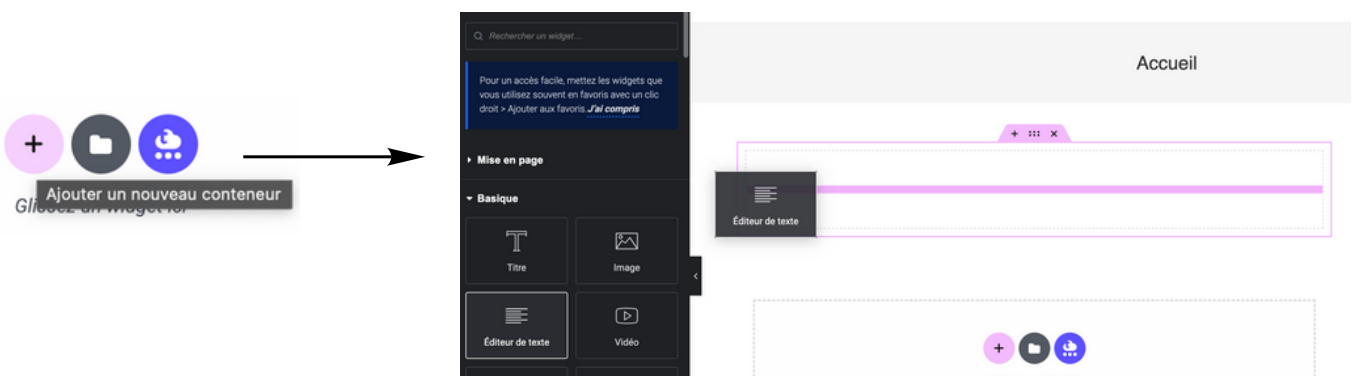 Ajouter un nouveau conteneur
Glissez un widget ici
Rechercher un widget...
Pour un accès facile, mettez les widgets que
vous utilisez souvent en favoris avec un clic
droit > Ajouter aux favoris. J'ai compris
Mise en page
Basique
Titre
Image
Éditeur de texte
Vidéo
Accueil
Éditeur de texte